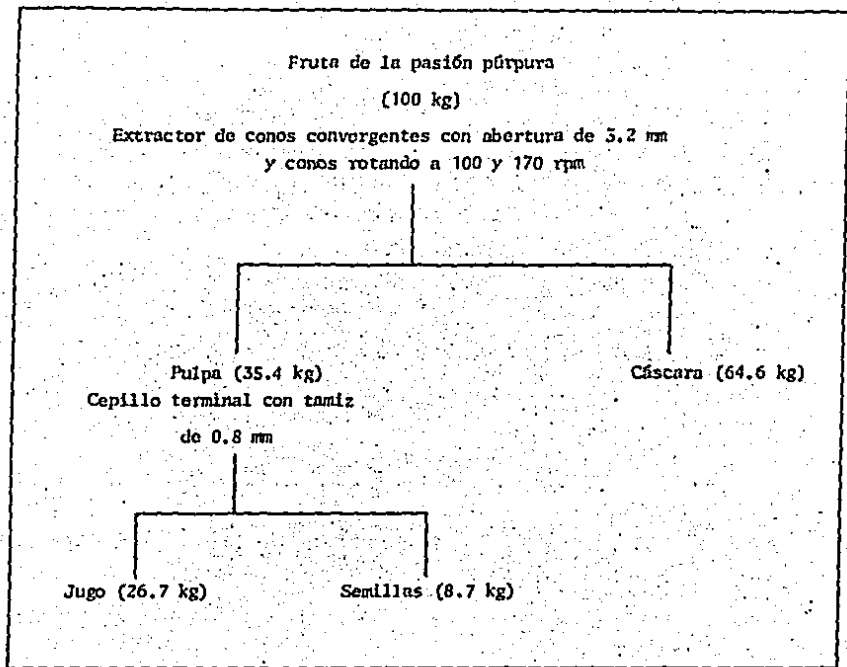 Fruta de la pasión púrpura
(100 kg)
Extractor de conos convergentes con abertura de 3.2 mm
y conos rotando a 100 y 170 rpm
Pulpa (35.4 kg)
Cáscara (64.6 kg)
Cepillo terminal con tamiz
de 0.8 mm
Jugo (26.7 kg)
Semillas (8.7 kg)